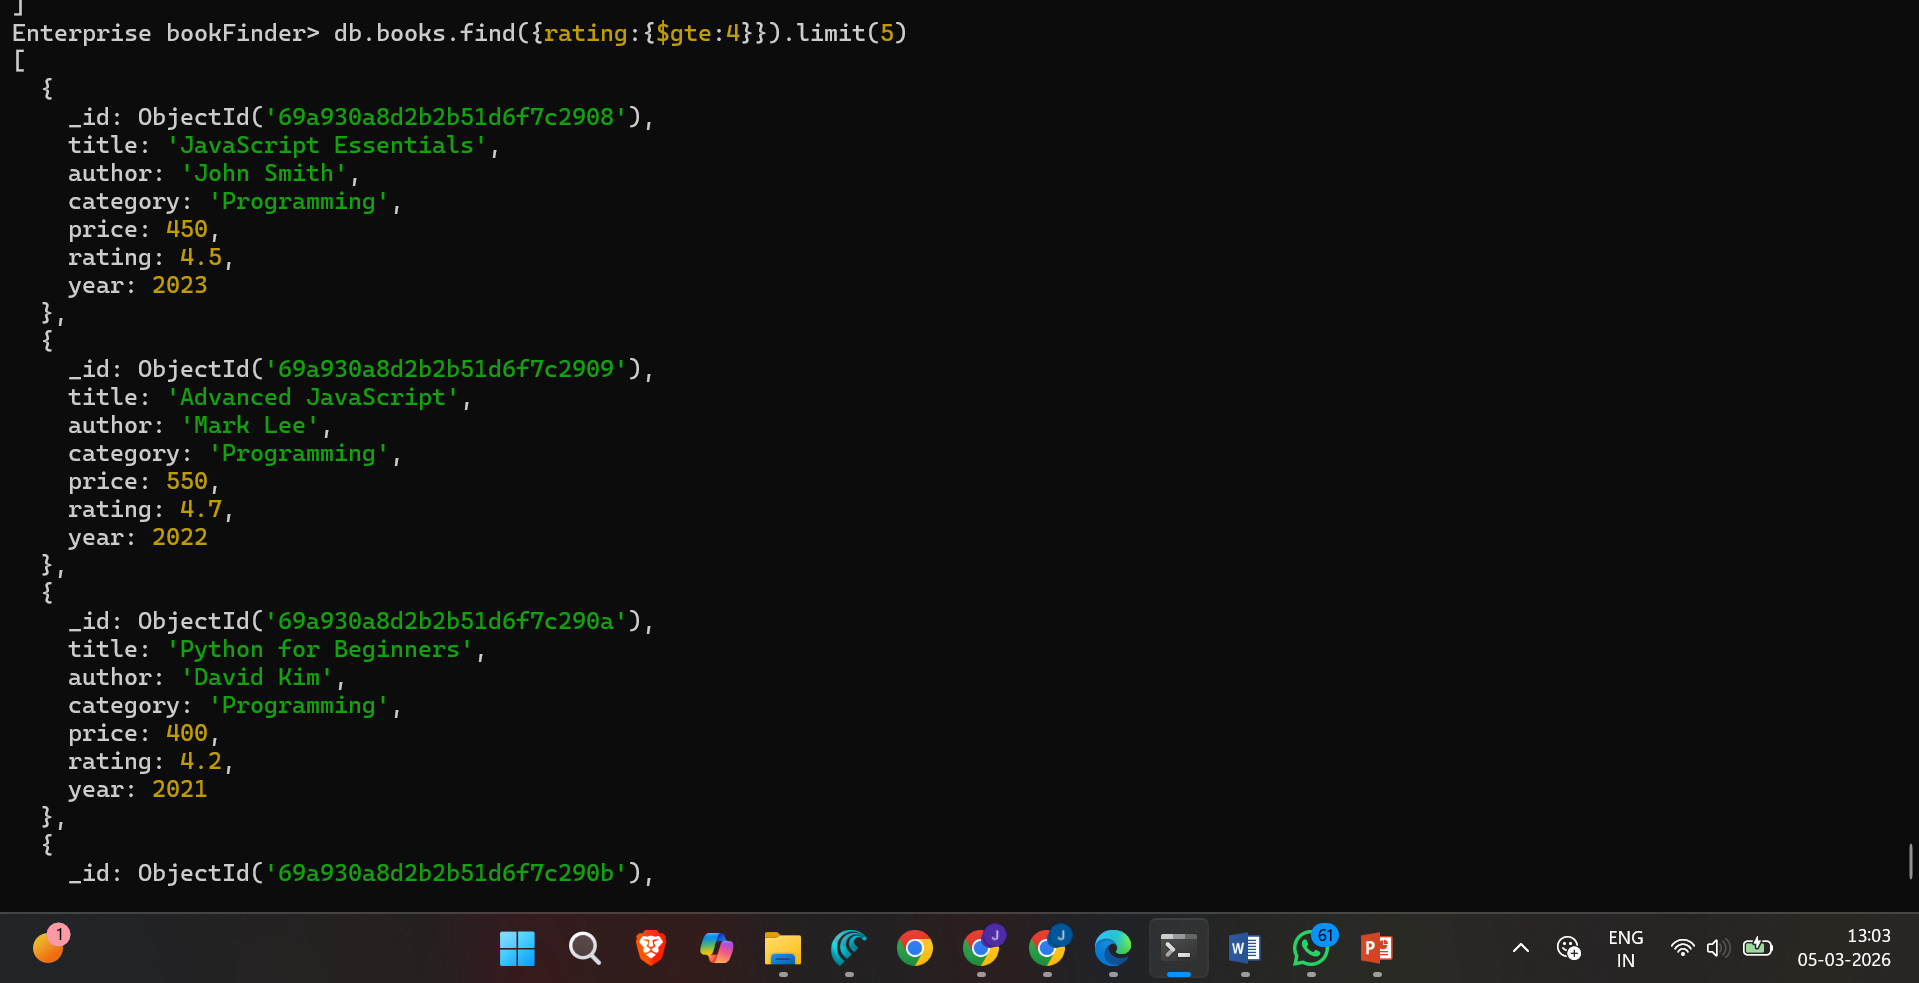 ]
Enterprise bookFinder> db.books.find({rating:{$gte:4}}).limit(5)
[
  {
    _id: ObjectId('69a930a8d2b2b51d6f7c2908'),
    title: 'JavaScript Essentials',
    author: 'John Smith',
    category: 'Programming',
    price: 450,
    rating: 4.5,
    year: 2023
  },
  {
    _id: ObjectId('69a930a8d2b2b51d6f7c2909'),
    title: 'Advanced JavaScript',
    author: 'Mark Lee',
    category: 'Programming',
    price: 550,
    rating: 4.7,
    year: 2022
  },
  {
    _id: ObjectId('69a930a8d2b2b51d6f7c290a'),
    title: 'Python for Beginners',
    author: 'David Kim',
    category: 'Programming',
    price: 400,
    rating: 4.2,
    year: 2021
  },
  {
    _id: ObjectId('69a930a8d2b2b51d6f7c290b'),
1
J
J
W
61
P
ENG
IN
13:03
05-03-2026